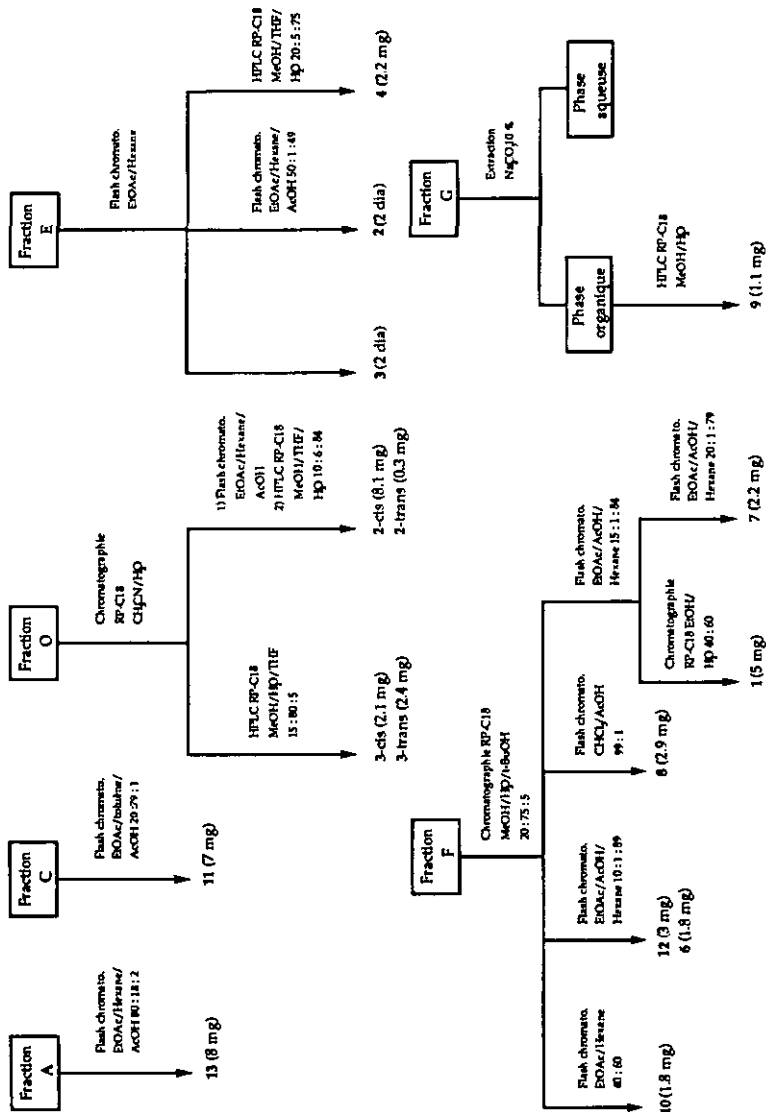 Fraction
A
Flash chromato.
EtOAc/Hexane/
AcOH 80 : 18 : 2
13 (8 mg)
Fraction
C
Flash chromato.
EtOAc/toluène/
AcOH 20 : 79 : 1
11 (7 mg)
Fraction
O
Chromatographie
RP-C18
CH3CN/H2O
HPLC RP-C18
MeOH/H2O/THF
15 : 80 : 5
3-cis (2.1 mg)
3-trans (2.4 mg)
1) Flash chromato.
EtOAc/Hexane/
AcOH
2) HPLC RP-C18
MeOH/THF/
H2O 10 : 6 : 84
2-cis (8.1 mg)
2-trans (0.3 mg)
Fraction
E
Flash chromato.
EtOAc/Hexane
3 (2 dia)
Flash chromato.
EtOAc/Hexane/
AcOH 50 : 1 : 49
2 (2 dia)
HPLC RP-C18
MeOH/THF/
H2O 20 : 5 : 75
4 (2.2 mg)
Fraction
F
Chromatographie RP-C18
MeOH/H2O/t-BuOH
20 : 75 : 5
Flash chromato.
EtOAc/Hexane
40 : 60
10 (1.8 mg)
Flash chromato.
EtOAc/AcOH/
Hexane 10 : 1 : 89
12 (3 mg)
6 (1.8 mg)
Flash chromato.
CHCl3/AcOH
99 : 1
8 (2.9 mg)
Flash chromato.
EtOAc/AcOH/
Hexane 15 : 1 : 84
Chromatographie
RP-C18 EtOH/
H2O 40 : 60
1 (5 mg)
Flash chromato.
EtOAc/AcOH/
Hexane 20 : 1 : 79
7 (2.2 mg)
Fraction
G
Extraction
Na2CO3 10 %
Phase
organique
Phase
aqueuse
HPLC RP-C18
MeOH/H2O
9 (1.1 mg)